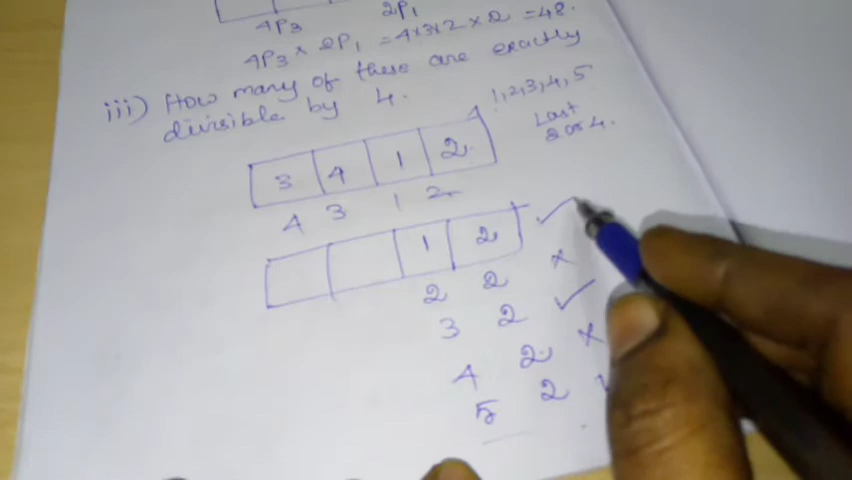 4P3 2P1
4P3 × 2P1 = 4×3×2 × 2 = 48.
iii) How many of these are exactly
divisible by 4.
1,2,3,4,5
Last
2 or 4.
3 4 1 2
4 3 1 2
1 2 ✓
2 2 ×
3 2 ✓
4 2 ×
5 2